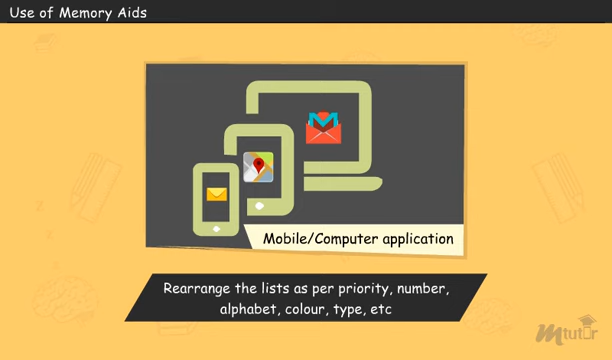 Use of Memory Aids
Mobile/Computer application
Rearrange the lists as per priority, number,
alphabet, colour, type, etc
Mtutor